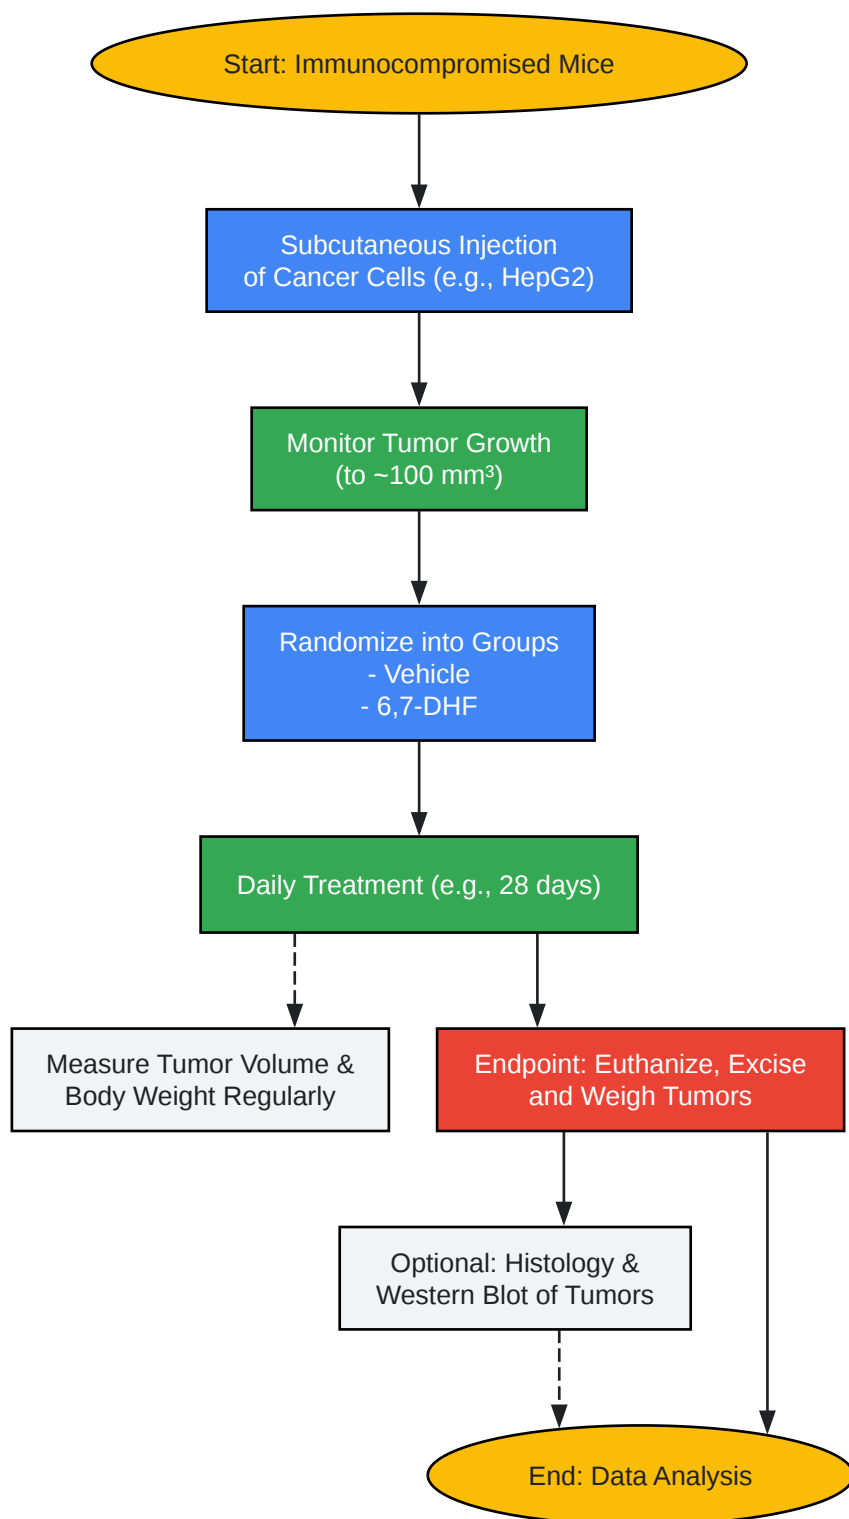 Start: Immunocompromised Mice
Subcutaneous Injection
of Cancer Cells (e.g., HepG2)
Monitor Tumor Growth
(to ~100 mm³)
Randomize into Groups
- Vehicle
- 6,7-DHF
Daily Treatment (e.g., 28 days)
Measure Tumor Volume &
Body Weight Regularly
Endpoint: Euthanize, Excise
and Weigh Tumors
Optional: Histology &
Western Blot of Tumors
End: Data Analysis